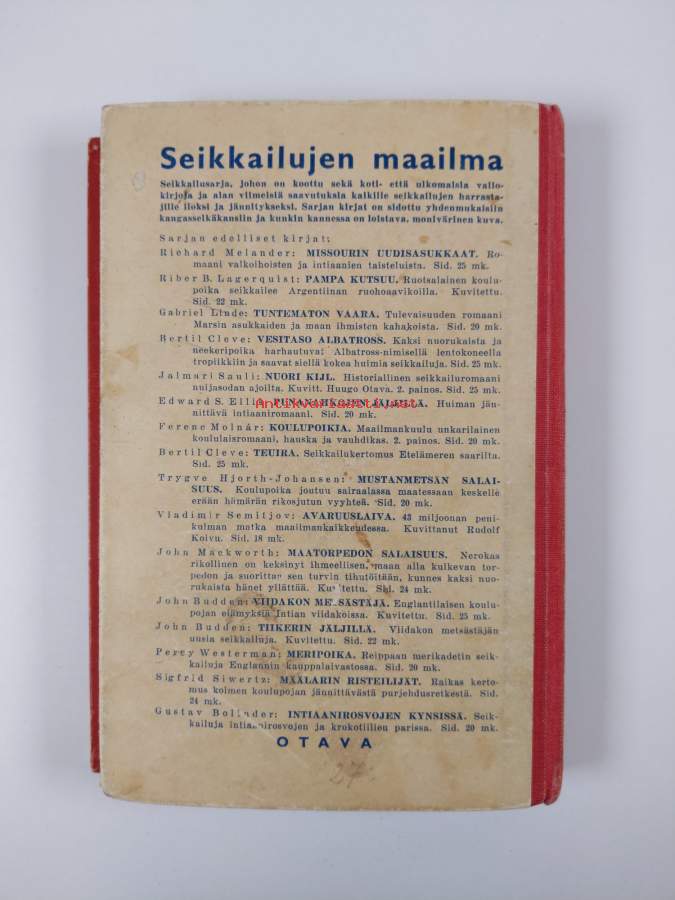 Seikkailujen maailma
Seikkailusarja, johon on koottu sekä koti- että ulkomaisia valio-
kirjoja ja alan viimeisiä saavutuksia kaikille seikkailujen harrasta-
jille iloksi ja jännitykseksi. Sarjan kirjat on sidottu yhdenmukaisiin
kangasselkäkansiin ja kunkin kannessa on loistava, monivärinen kuva.
Sarjan edelliset kirjat:
Richard Melander: MISSOURIN UUDISASUKKAAT. Ro-
maani valkoihoisten ja intiaanien taisteluista. Sid. 25 mk.
Riber B. Lagerquist: PAMPA KUTSUU. Ruotsalainen koulu-
poika seikkailee Argentiinan ruohoaavikoilla. Kuvitettu.
Sid. 22 mk.
Gabriel Linde: TUNTEMATON VAARA. Tulevaisuuden romaani
Marsin asukkaiden ja maan ihmisten kahakoista. Sid. 20 mk.
Bertil Cleve: VESITASO ALBATROSS. Kaksi nuorukaista ja
neekeripoika harhautuvat Albatross-nimisellä lentokoneella
tropiikkiin ja saavat siellä kokea huimia seikkailuja. Sid. 25 mk.
Jalmari Sauli: NUORI KIJL. Historiallinen seikkailuromaani
nuijasodan ajoilta. Kuvitt. Huugo Otava. 2. painos. Sid. 25 mk.
Edward S. Ellis: PUNANAHKOJEN JÄLJILLÄ. Huiman jän-
nittävä intiaaniromaani. Sid. 20 mk.
Antikvariaatti.net
Ferenc Molnár: KOULUPOIKIA. Maailmankuulu unkarilainen
koululaisromaani, hauska ja vauhdikas. 2. painos. Sid. 20 mk.
Bertil Cleve: TEUIRA. Seikkailukertomus Etelämeren saarilta.
Sid. 25 mk.
Trygve Hjorth-Johansen: MUSTANMETSÄN SALAI-
SUUS. Koulupoika joutuu sairaalassa maatessaan keskelle
erään hämärän rikosjutun vyyhteä. Sid. 20 mk.
Vladimir Semitjov: AVARUUSLAIVA. 43 miljoonan peni-
kulman matka maailmankaikkeudessa. Kuvittanut Rudolf
Koivu. Sid. 18 mk.
John Mackworth: MAATORPEDON SALAISUUS. Nerokas
rikollinen on keksinyt ihmeellisen, maan alla kulkevan tor-
pedon ja suorittaa sen turvin tihutöitään, kunnes kaksi nuo-
rukaista hänet yllättää. Kuvitettu. Sid. 24 mk.
John Budden: VIIDAKON METSÄSTÄJÄ. Englantilaisen koulu-
pojan elämyksiä Intian viidakoissa. Kuvitettu. Sid. 25 mk.
John Budden: TIIKERIN JÄLJILLÄ. Viidakon metsästäjän
uusia seikkailuja. Kuvitettu. Sid. 22 mk.
Percy Westerman: MERIPOIKA. Reippaan merikadetin seik-
kailuja Englannin kauppalaivastossa. Sid. 20 mk.
Sigfrid Siwertz: MÄÄLARIN RISTEILIJÄT. Raikas kerto-
mus kolmen koulupojan jännittävästä purjehdusretkestä. Sid.
24 mk.
Gustav Bolinder: INTIAANIROSVOJEN KYNSISSÄ. Seik-
kailuja intiaanirosvojen ja krokotiilien parissa. Sid. 20 mk.
OTAVA
27